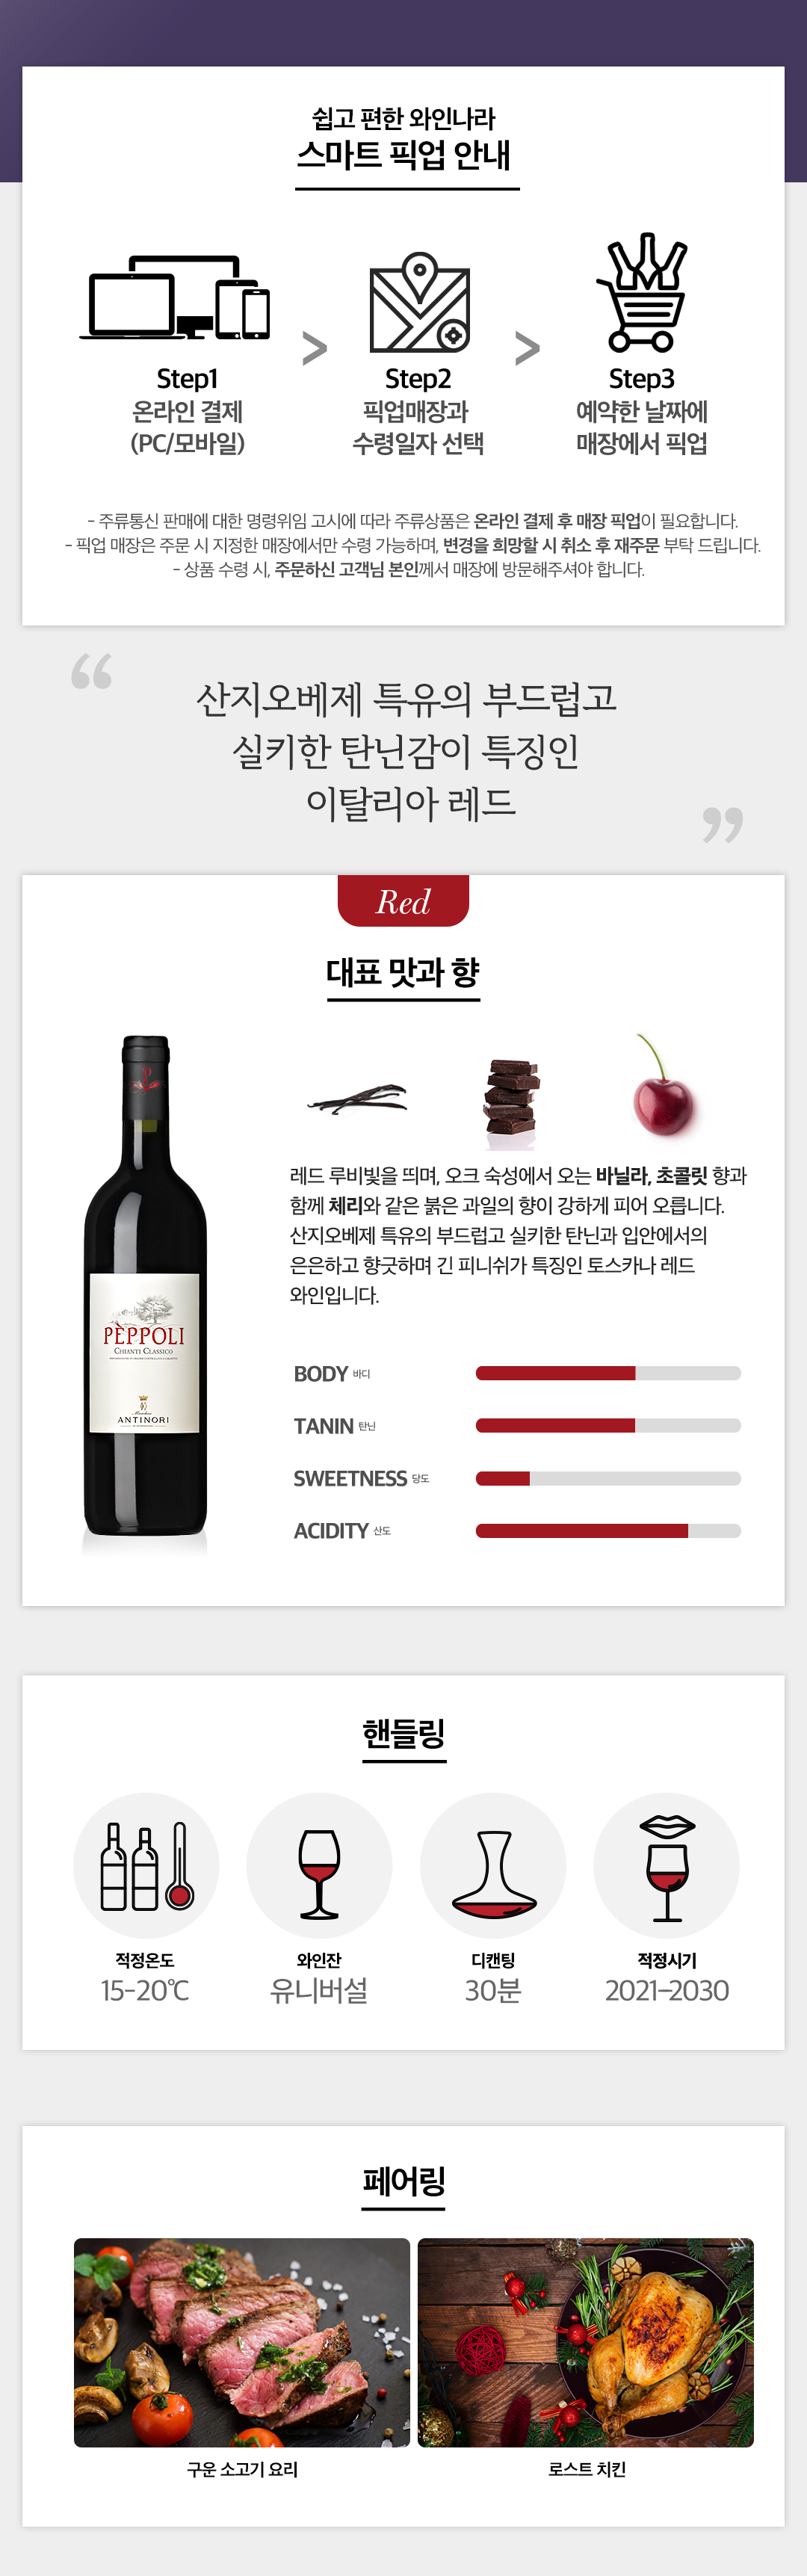 쉽고 편한 와인나라
스마트 픽업 안내
Step1
온라인 결제
(PC/모바일)
>
Step2
픽업매장과
수령일자 선택
>
Step3
예약한 날짜에
매장에서 픽업
- 주류통신 판매에 대한 명령위임 고시에 따라 주류상품은 온라인 결제 후 매장 픽업이 필요합니다.
- 픽업 매장은 주문 시 지정한 매장에서만 수령 가능하며, 변경을 희망할 시 취소 후 재주문 부탁 드립니다.
- 상품 수령 시, 주문하신 고객님 본인께서 매장에 방문해주셔야 합니다.
“
산지오베제 특유의 부드럽고
실키한 탄닌감이 특징인
이탈리아 레드
”
Red
대표 맛과 향
레드 루비빛을 띄며, 오크 숙성에서 오는 바닐라, 초콜릿 향과
함께 체리와 같은 붉은 과일의 향이 강하게 피어 오릅니다.
산지오베제 특유의 부드럽고 실키한 탄닌과 입안에서의
은은하고 향긋하며 긴 피니쉬가 특징인 토스카나 레드
와인입니다.
PÈPPOLI
CHIANTI CLASSICO
ANTINORI
BODY 바디
TANIN 탄닌
SWEETNESS 당도
ACIDITY 산도
핸들링
적정온도
15-20℃
와인잔
유니버설
디캔팅
30분
적정시기
2021-2030
페어링
구운 소고기 요리
로스트 치킨